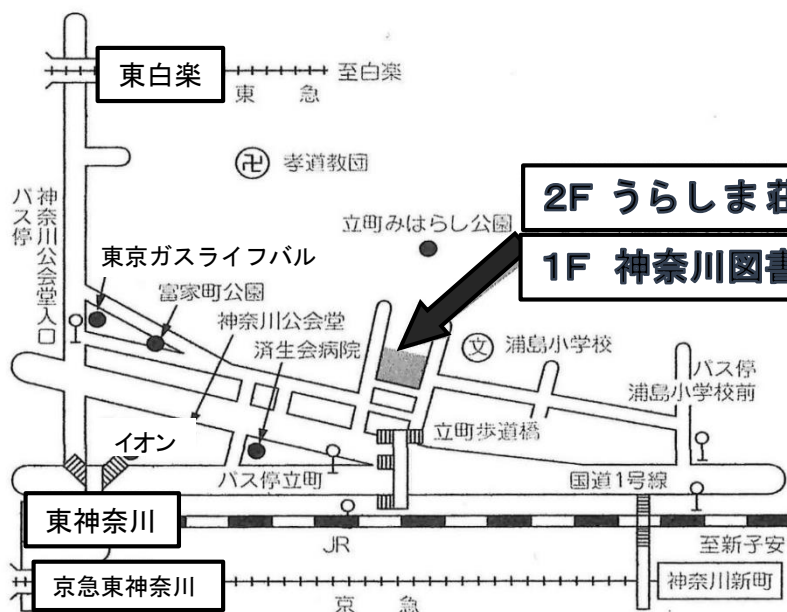 東白楽
至白楽
東 急
卍 孝道教団
神奈川公会堂入口
バス停
2F うらしま荘
立町みはらし公園
1F 神奈川図書
東京ガスライフバル
富家町公園
神奈川公会堂
済生会病院
文 浦島小学校
バス停
浦島小学校前
イオン
立町歩道橋
バス停立町
国道1号線
東神奈川
JR
至新子安
京急東神奈川
京 急
神奈川新町